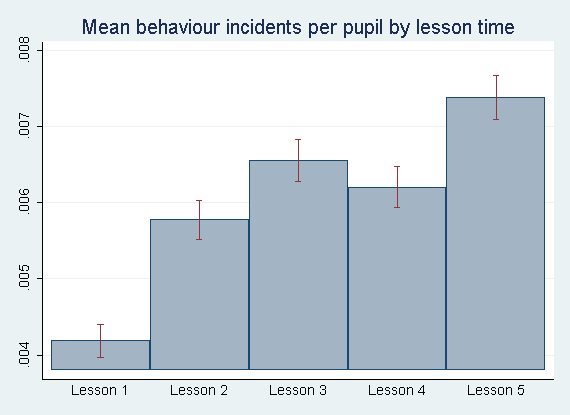 Mean behaviour incidents per pupil by lesson time
.008
.007
.006
.005
.004
Lesson 1 Lesson 2 Lesson 3 Lesson 4 Lesson 5